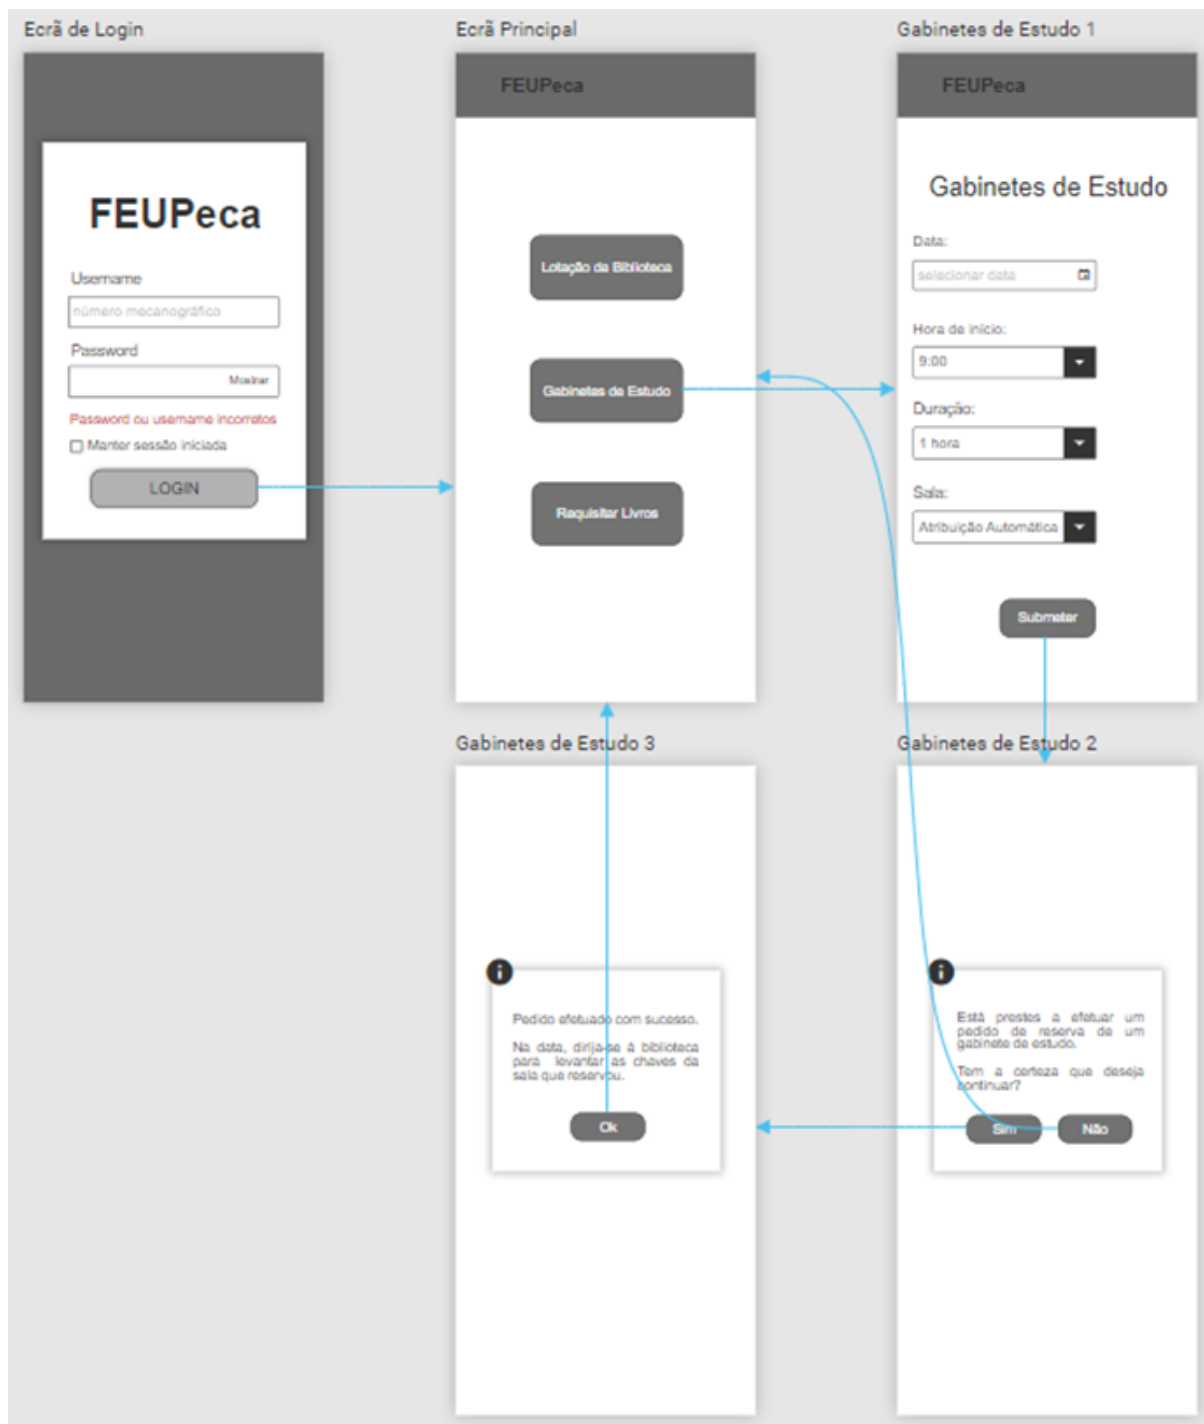 Ecrã de Login
FEUPeca
Username
número mecanográfico
Password
Mostrar
Password ou username incorretos
Manter sessão iniciada
LOGIN
Ecrã Principal
FEUPeca
Lotação da Biblioteca
Gabinetes de Estudo
Requisitar Livros
Gabinetes de Estudo 1
FEUPeca
Gabinetes de Estudo
Data:
selecionar data
Hora de início:
9:00
Duração:
1 hora
Sala:
Atribuição Automática
Submeter
Gabinetes de Estudo 3
i
Pedido efetuado com sucesso.
Na data, dirija-se à biblioteca
para levantar as chaves da
sala que reservou.
Ok
Gabinetes de Estudo 2
i
Está prestes a efetuar um
pedido de reserva de um
gabinete de estudo.
Tem a certeza que deseja
continuar?
Sim
Não